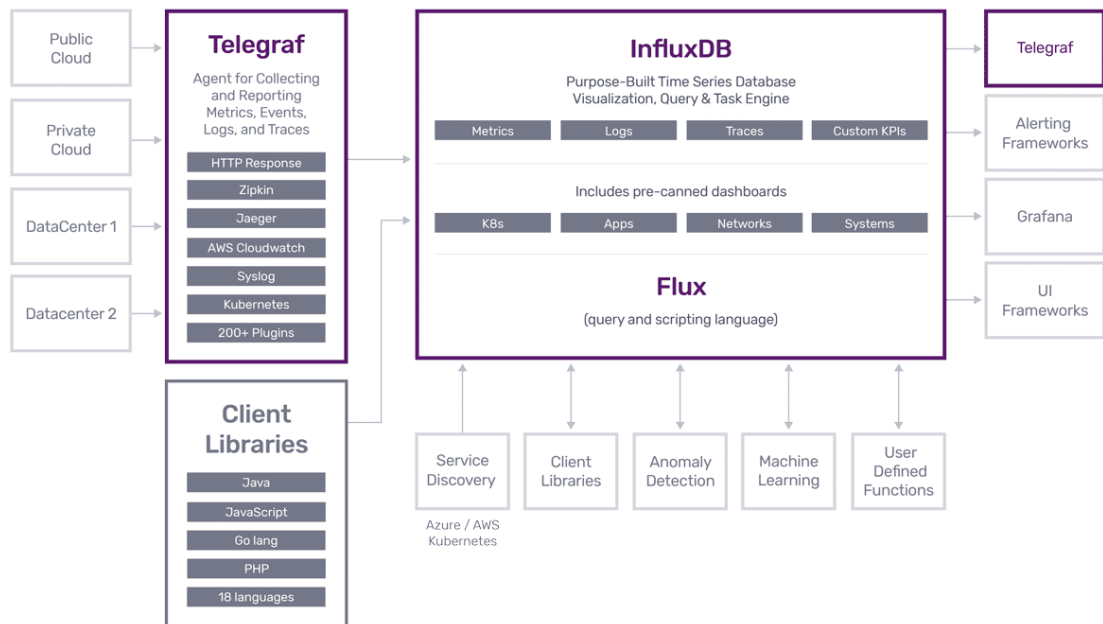 Public
Cloud
Private
Cloud
DataCenter 1
Datacenter 2
Telegraf
Agent for Collecting
and Reporting
Metrics, Events,
Logs, and Traces
HTTP Response
Zipkin
Jaeger
AWS Cloudwatch
Syslog
Kubernetes
200+ Plugins
Client
Libraries
Java
JavaScript
Go lang
PHP
18 languages
InfluxDB
Purpose-Built Time Series Database
Visualization, Query & Task Engine
Metrics
Logs
Traces
Custom KPIs
Includes pre-canned dashboards
K8s
Apps
Networks
Systems
Flux
(query and scripting language)
Service
Discovery
Azure / AWS
Kubernetes
Client
Libraries
Anomaly
Detection
Machine
Learning
User
Defined
Functions
Telegraf
Alerting
Frameworks
Grafana
UI
Frameworks